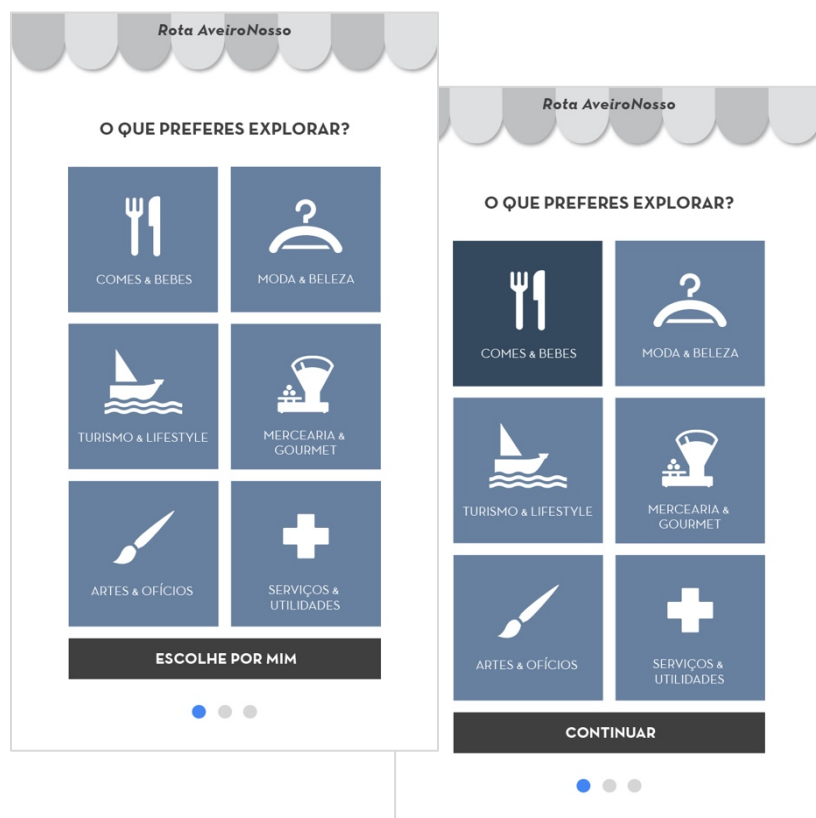 Rota AveiroNosso
O QUE PREFERES EXPLORAR?
COMES & BEBES
MODA & BELEZA
TURISMO & LIFESTYLE
MERCEARIA &
GOURMET
ARTES & OFÍCIOS
SERVIÇOS &
UTILIDADES
ESCOLHE POR MIM
Rota AveiroNosso
O QUE PREFERES EXPLORAR?
COMES & BEBES
MODA & BELEZA
TURISMO & LIFESTYLE
MERCEARIA &
GOURMET
ARTES & OFÍCIOS
SERVIÇOS &
UTILIDADES
CONTINUAR